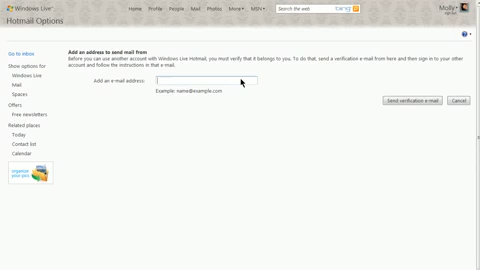 Windows Live™
Home Profile People Mail Photos More▾ MSN▾ Search the web bing Molly
sign out
Hotmail Options
Go to inbox
Show options for
Windows Live
Mail
Spaces
Offers
Free newsletters
Related places
Today
Contact list
Calendar
organize
your pics
Add an address to send mail from
Before you can use another account with Windows Live Hotmail, you must verify that it belongs to you. To do that, send a verification e-mail from here and then sign in to your other
account and follow the instructions in that e-mail.
Add an e-mail address:
Example: name@example.com
Send verification e-mail Cancel